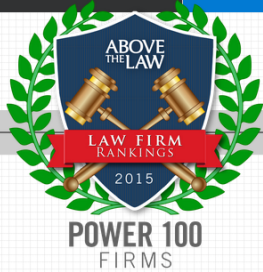 ABOVE
THE LAW
LAW FIRM
RANKINGS
2015
POWER 100
FIRMS